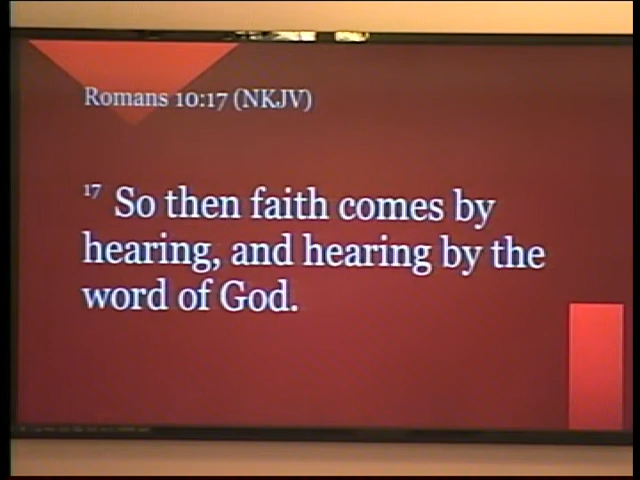 Romans 10:17 (NKJV)
17 So then faith comes by
hearing, and hearing by the
word of God.